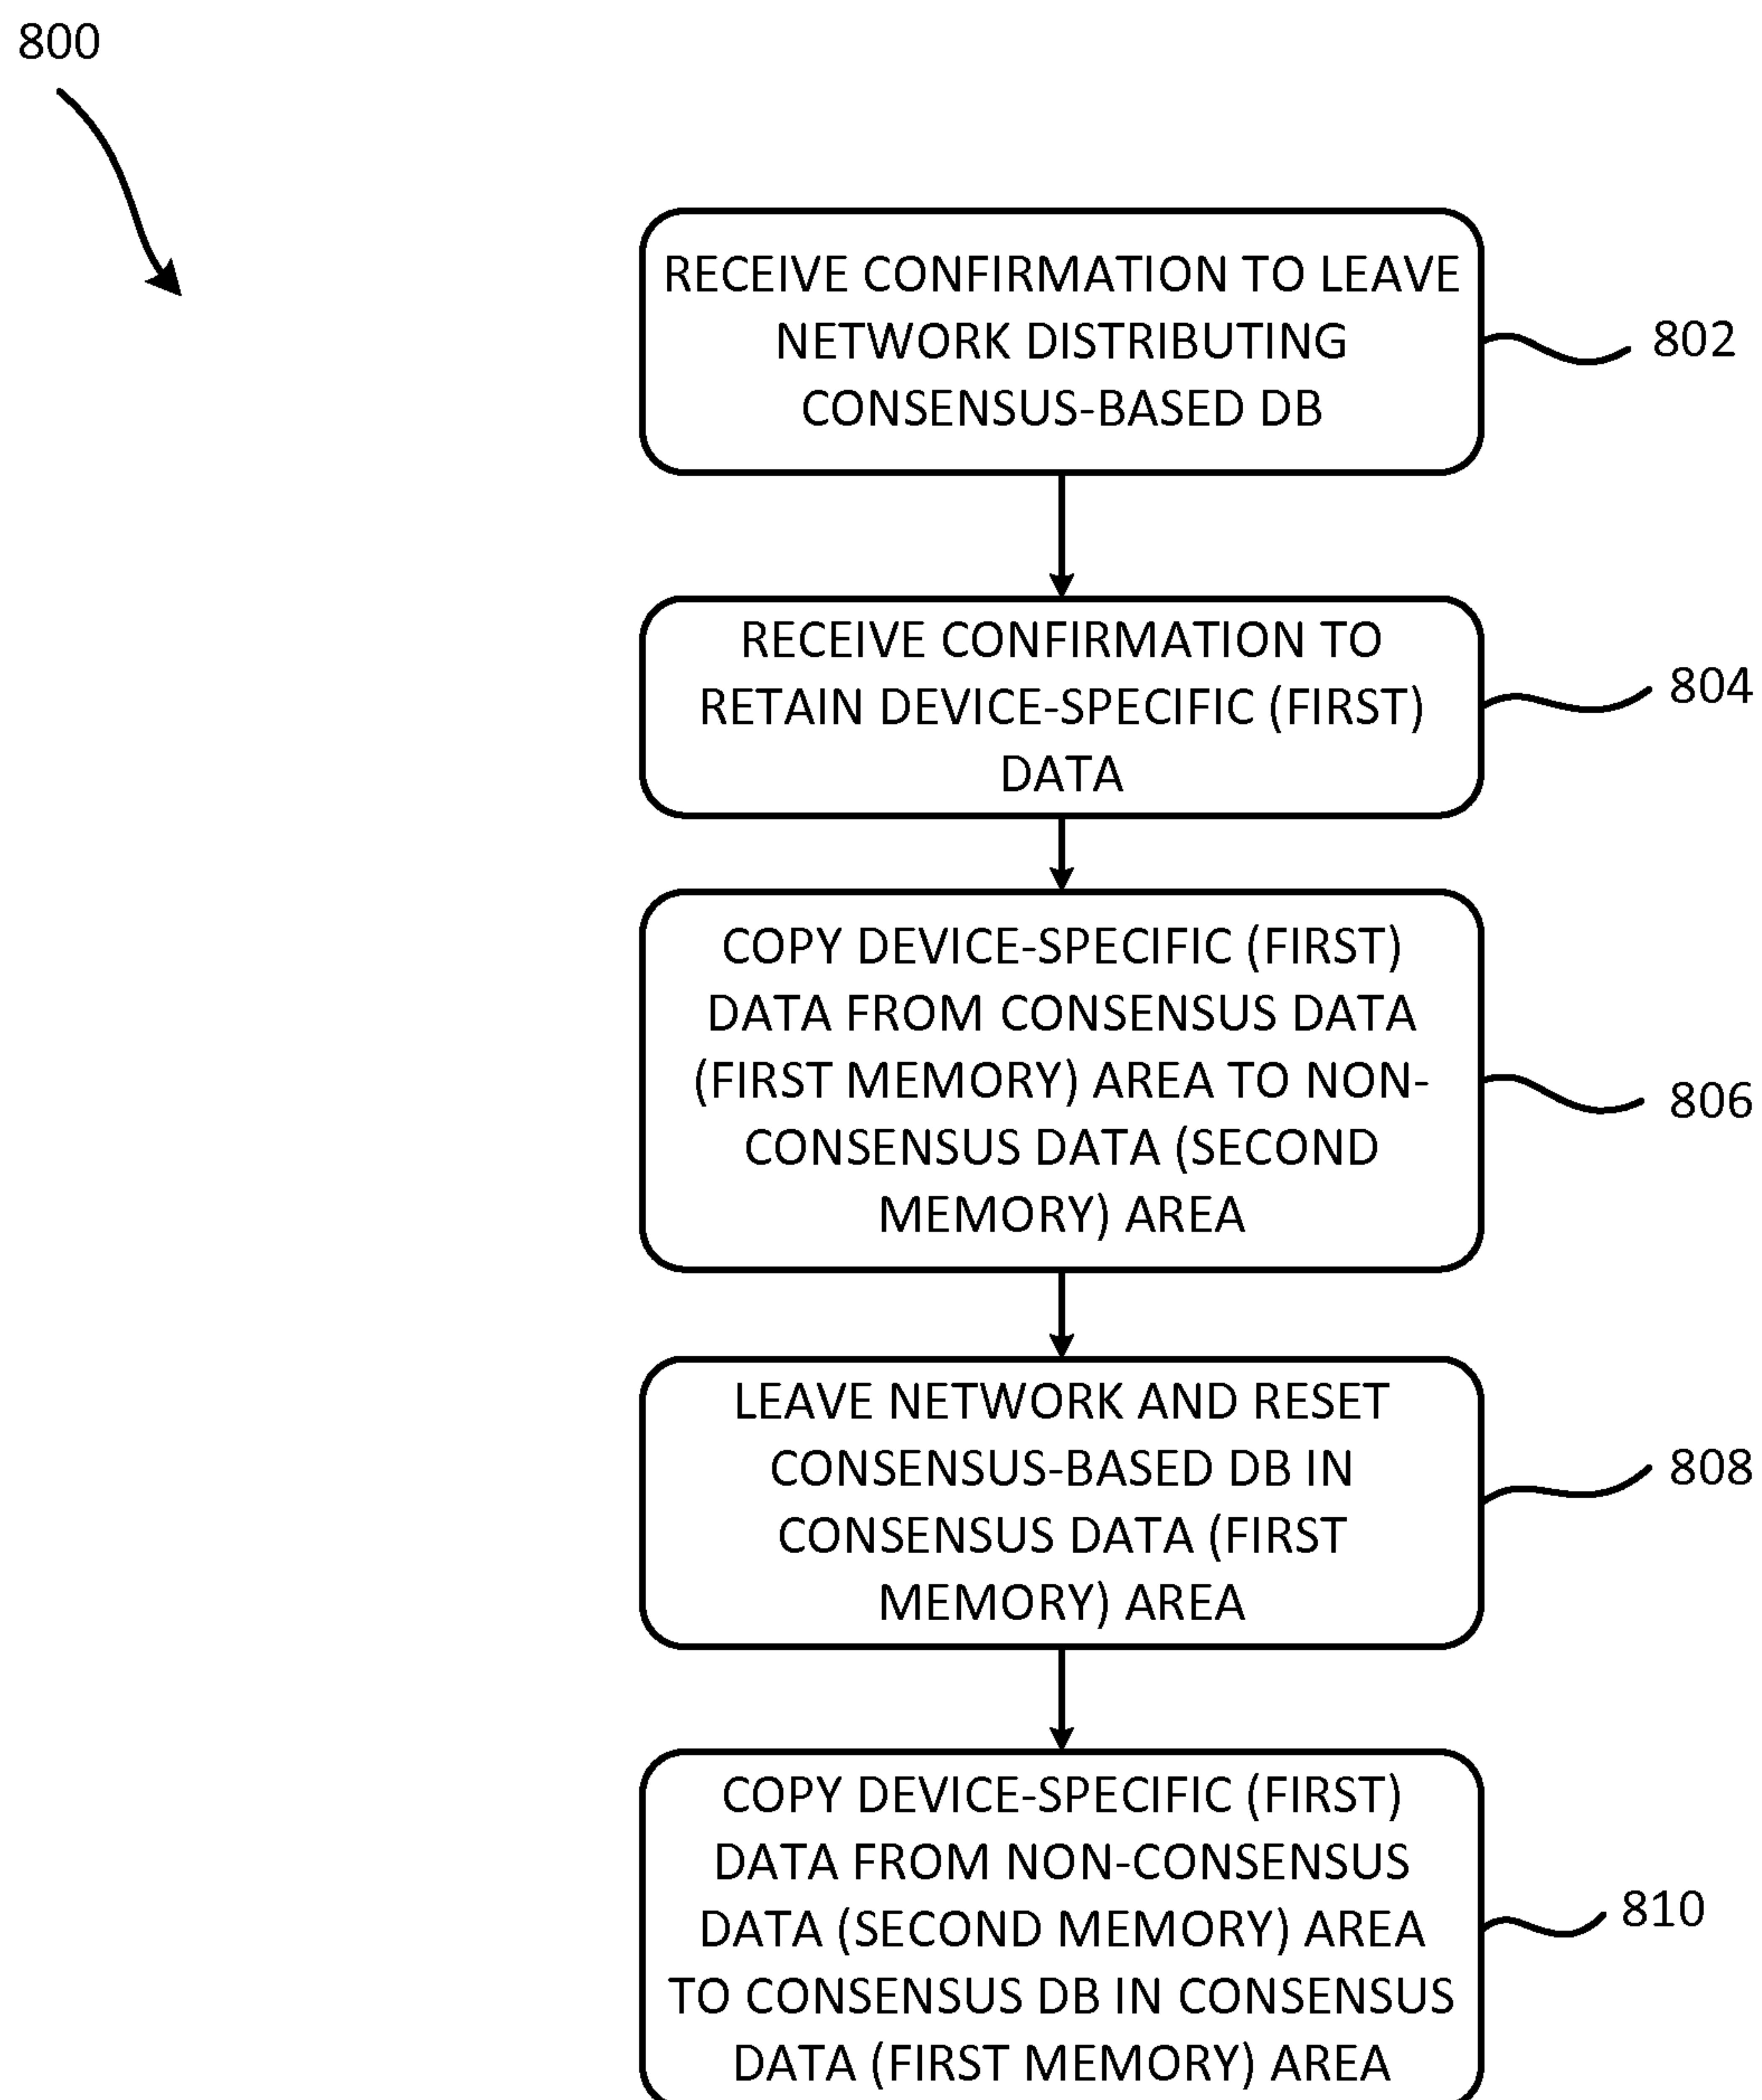 800
RECEIVE CONFIRMATION TO LEAVE
NETWORK DISTRIBUTING
CONSENSUS-BASED DB
802
RECEIVE CONFIRMATION TO
RETAIN DEVICE-SPECIFIC (FIRST)
DATA
804
COPY DEVICE-SPECIFIC (FIRST)
DATA FROM CONSENSUS DATA
(FIRST MEMORY) AREA TO NON-
CONSENSUS DATA (SECOND
MEMORY) AREA
806
LEAVE NETWORK AND RESET
CONSENSUS-BASED DB IN
CONSENSUS DATA (FIRST
MEMORY) AREA
808
COPY DEVICE-SPECIFIC (FIRST)
DATA FROM NON-CONSENSUS
DATA (SECOND MEMORY) AREA
TO CONSENSUS DB IN CONSENSUS
DATA (FIRST MEMORY) AREA
810